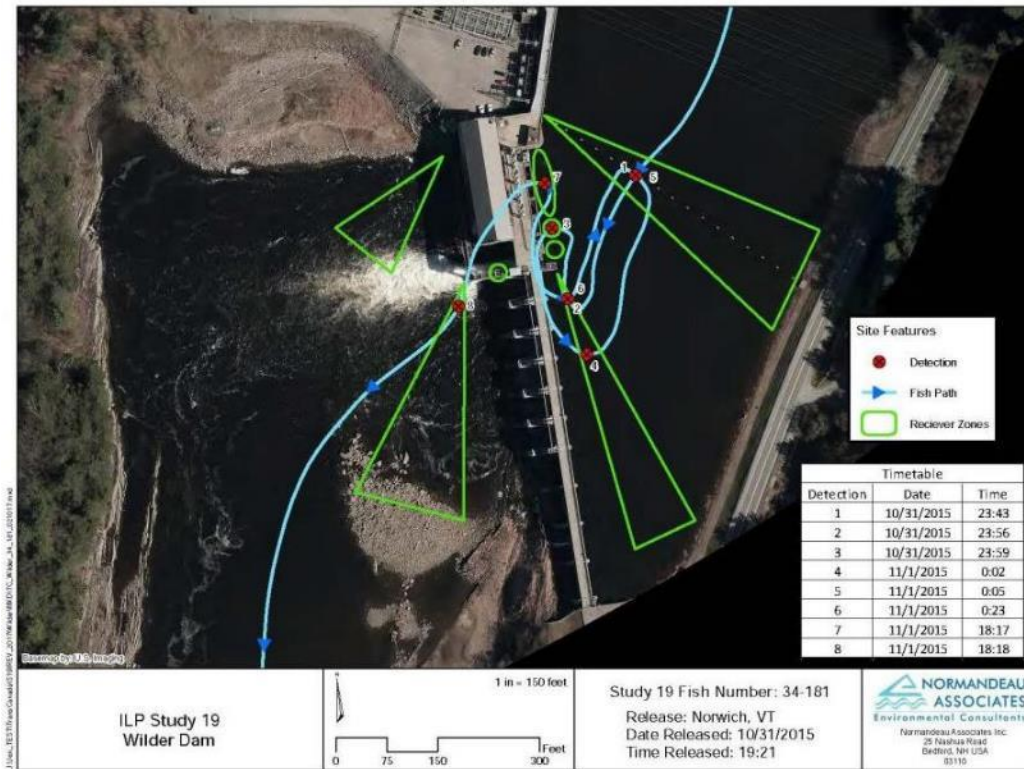 1
5
7
3
6
2
8
4
Site Features
Detection
Fish Path
Reciever Zones
Timetable
Detection Date Time
1 10/31/2015 23:43
2 10/31/2015 23:56
3 10/31/2015 23:59
4 11/1/2015 0:02
5 11/1/2015 0:05
6 11/1/2015 0:23
7 11/1/2015 18:17
8 11/1/2015 18:18
Basemap by U.S. Imaging
ILP Study 19
Wilder Dam
1 in = 150 feet
Feet
0 75 150 300
Study 19 Fish Number: 34-181
Release: Norwich, VT
Date Released: 10/31/2015
Time Released: 19:21
NORMANDEAU
ASSOCIATES
Environmental Consultants
Normandeau Associates Inc.
25 Nashua Road
Bedford, NH USA
03110